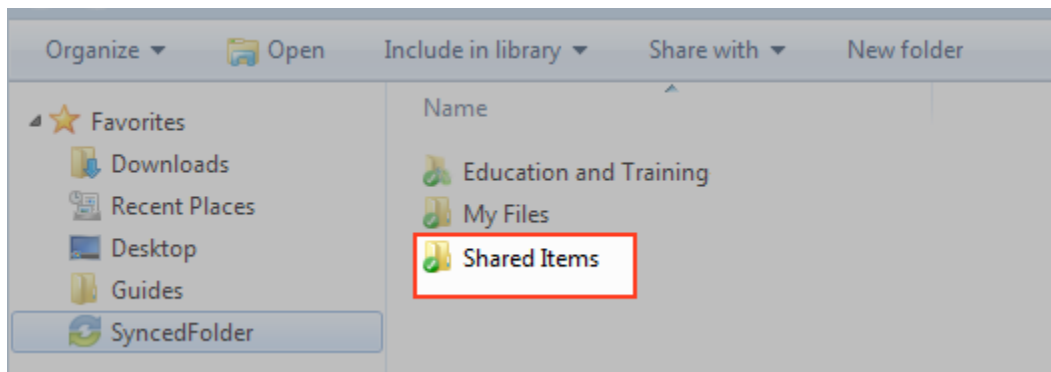 Organize Open Include in library Share with New folder
Favorites
Downloads
Recent Places
Desktop
Guides
SyncedFolder
Name
Education and Training
My Files
Shared Items